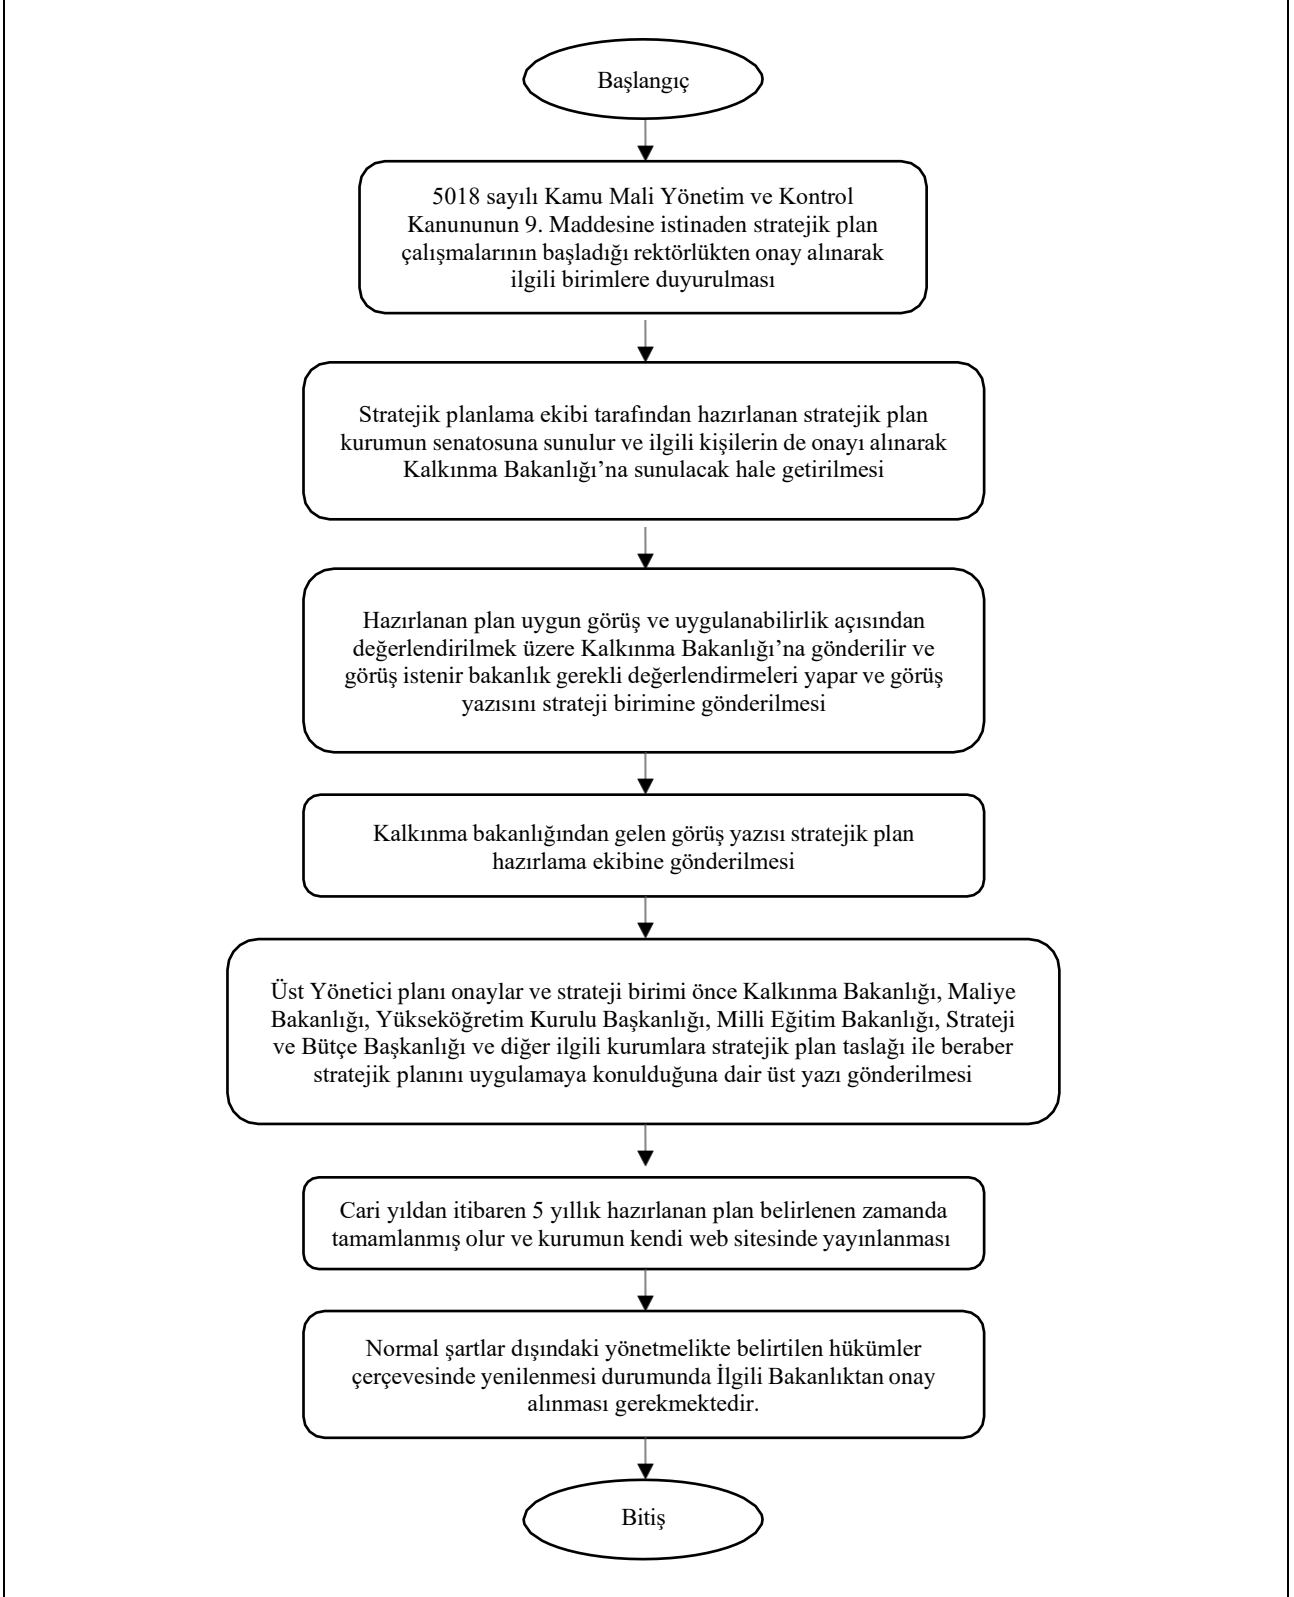 Başlangıç
5018 sayılı Kamu Mali Yönetim ve Kontrol
Kanununun 9. Maddesine istinaden stratejik plan
çalışmalarının başladığı rektörlükten onay alınarak
ilgili birimlere duyurulması
Stratejik planlama ekibi tarafından hazırlanan stratejik plan
kurumun senatosuna sunulur ve ilgili kişilerin de onayı alınarak
Kalkınma Bakanlığı’na sunulacak hale getirilmesi
Hazırlanan plan uygun görüş ve uygulanabilirlik açısından
değerlendirilmek üzere Kalkınma Bakanlığı’na gönderilir ve
görüş istenir bakanlık gerekli değerlendirmeleri yapar ve görüş
yazısını strateji birimine gönderilmesi
Kalkınma bakanlığından gelen görüş yazısı stratejik plan
hazırlama ekibine gönderilmesi
Üst Yönetici planı onaylar ve strateji birimi önce Kalkınma Bakanlığı, Maliye
Bakanlığı, Yükseköğretim Kurulu Başkanlığı, Milli Eğitim Bakanlığı, Strateji
ve Bütçe Başkanlığı ve diğer ilgili kurumlara stratejik plan taslağı ile beraber
stratejik planını uygulamaya konulduğuna dair üst yazı gönderilmesi
Cari yıldan itibaren 5 yıllık hazırlanan plan belirlenen zamanda
tamamlanmış olur ve kurumun kendi web sitesinde yayınlanması
Normal şartlar dışındaki yönetmelikte belirtilen hükümler
çerçevesinde yenilenmesi durumunda İlgili Bakanlıktan onay
alınması gerekmektedir.
Bitiş